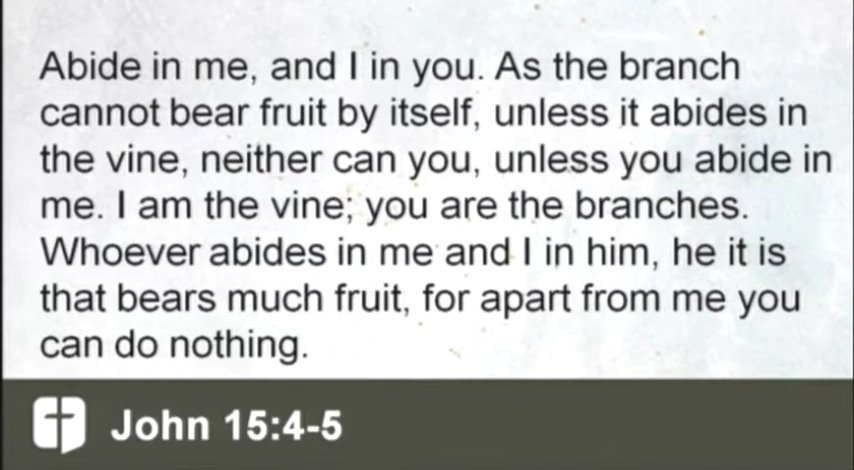 Abide in me, and I in you. As the branch
cannot bear fruit by itself, unless it abides in
the vine, neither can you, unless you abide in
me. I am the vine; you are the branches.
Whoever abides in me and I in him, he it is
that bears much fruit, for apart from me you
can do nothing.
John 15:4-5